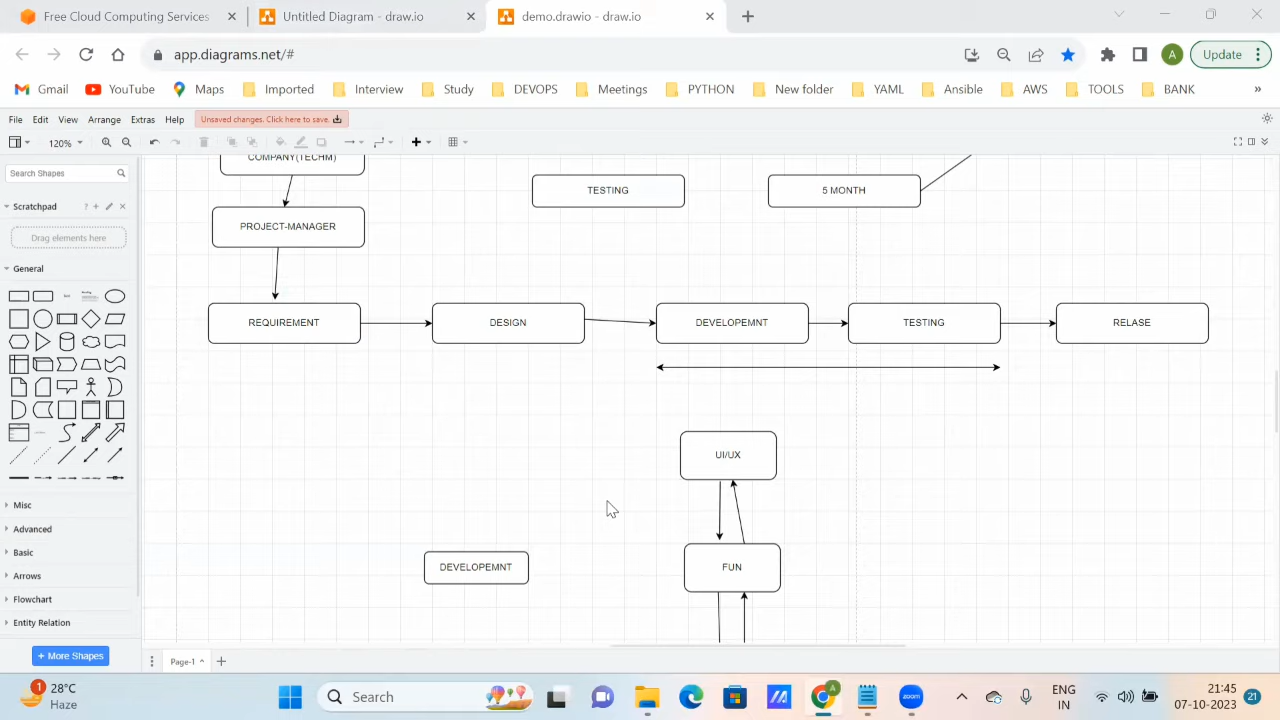 Free Cloud Computing Services
Untitled Diagram - draw.io
demo.drawio - draw.io
app.diagrams.net/#
A
Update
Gmail
YouTube
Maps
Imported
Interview
Study
DEVOPS
Meetings
PYTHON
New folder
YAML
Ansible
AWS
TOOLS
BANK
»
File Edit View Arrange Extras Help
Unsaved changes. Click here to save.
120%
Search Shapes
Scratchpad
?
Drag elements here
General
Misc
Advanced
Basic
Arrows
Flowchart
Entity Relation
+ More Shapes
COMPANY(TECHM)
TESTING
5 MONTH
PROJECT-MANAGER
REQUIREMENT
DESIGN
DEVELOPEMNT
TESTING
RELASE
UI/UX
DEVELOPEMNT
FUN
Page-1
1
28°C
Haze
Search
A
zoom
ENG
IN
21:45
07-10-2023
21